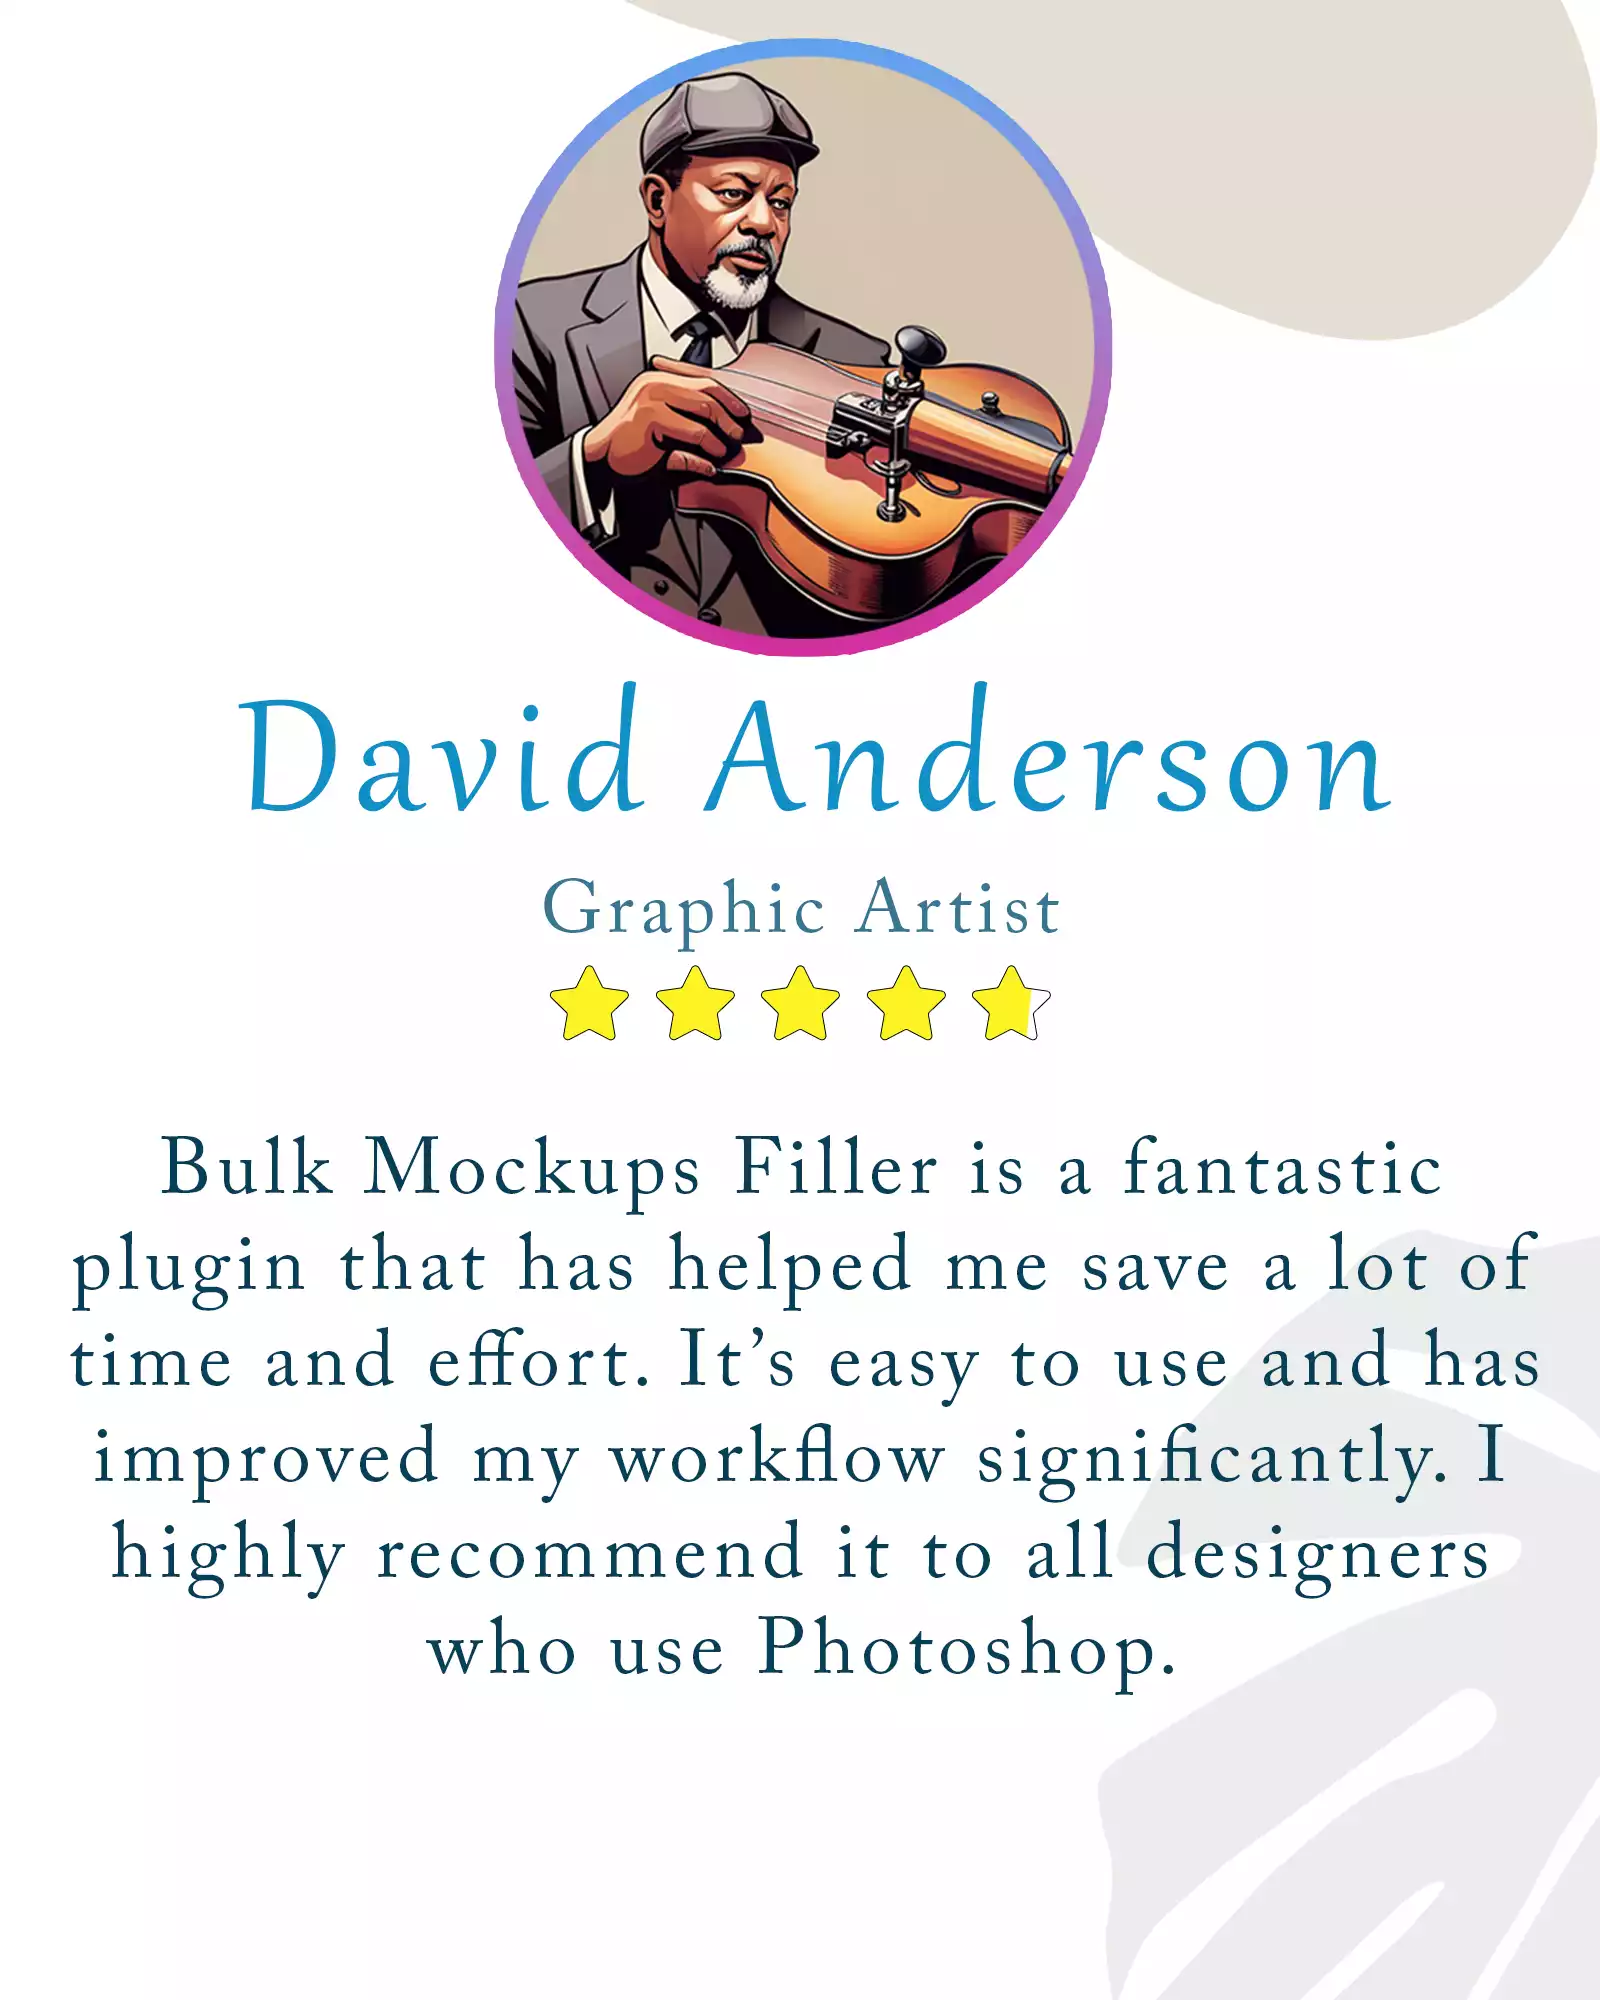 David Anderson
Graphic Artist
Bulk Mockups Filler is a fantastic
plugin that has helped me save a lot of
time and effort. It’s easy to use and has
improved my workflow significantly. I
highly recommend it to all designers
who use Photoshop.